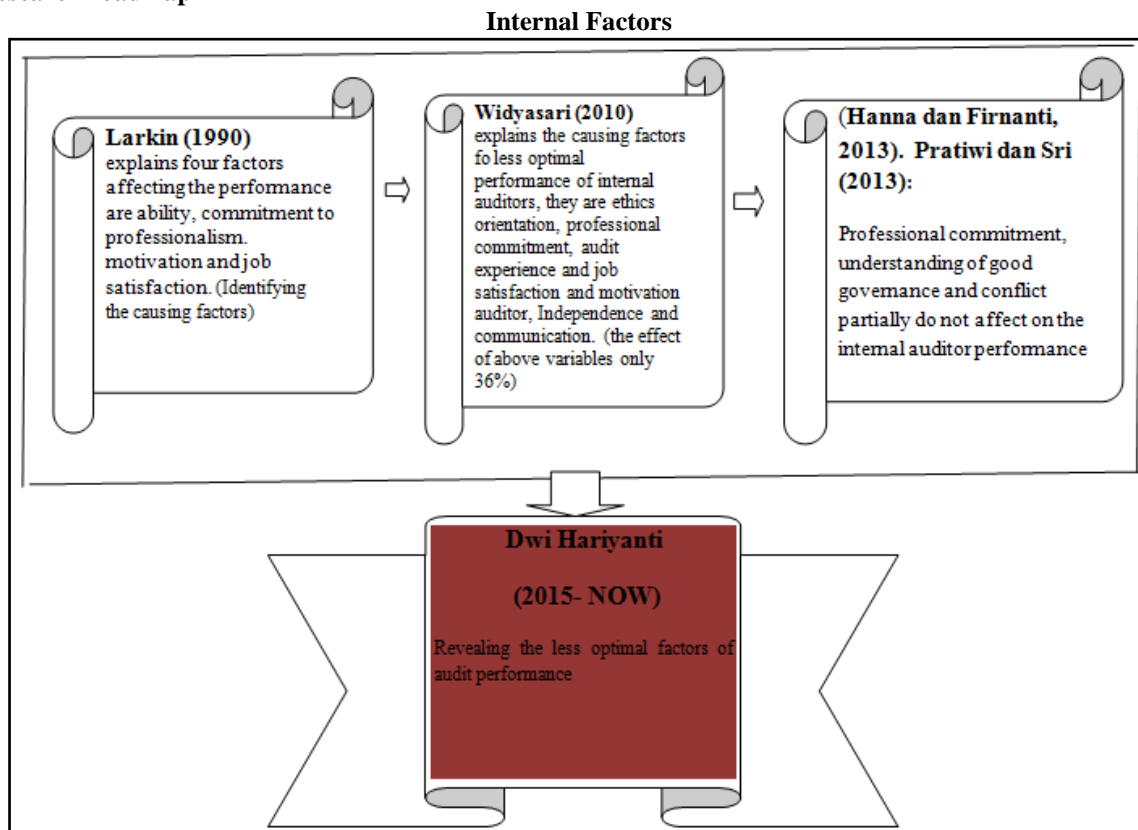 Internal Factors
Larkin (1990)
explains four factors
affecting the performance
are ability, commitment to
professionalism.
motivation and job
satisfaction. (Identifying
the causing factors)
Widyasari (2010)
explains the causing factors
fo less optimal
performance of internal
auditors, they are ethics
orientation, professional
commitment, audit
experience and job
satisfaction and motivation
auditor, Independence and
communication. (the effect
of above variables only
36%)
(Hanna dan Firnanti,
2013). Pratiwi dan Sri
(2013):
Professional commitment,
understanding of good
governance and conflict
partially do not affect on the
internal auditor performance
Dwi Hariyanti
(2015- NOW)
Revealing the less optimal factors of
audit performance